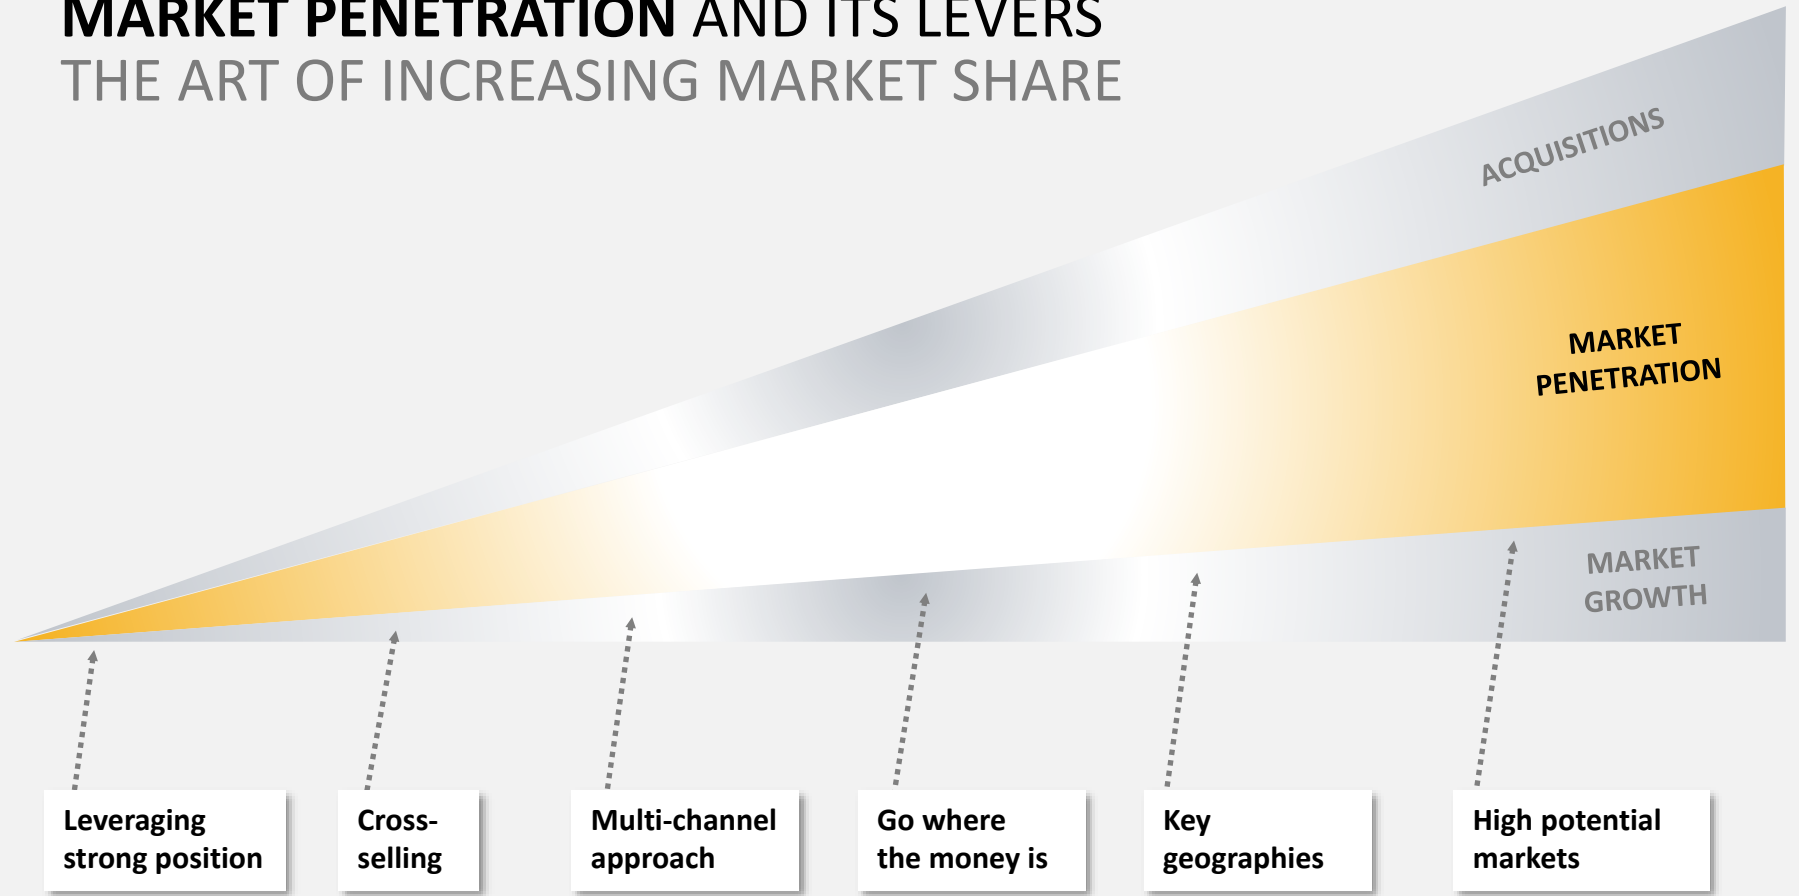 MARKET PENETRATION AND ITS LEVERS
THE ART OF INCREASING MARKET SHARE
ACQUISITIONS
MARKET
PENETRATION
MARKET
GROWTH
Leveraging
strong position
Cross-
selling
Multi-channel
approach
Go where
the money is
Key
geographies
High potential
markets